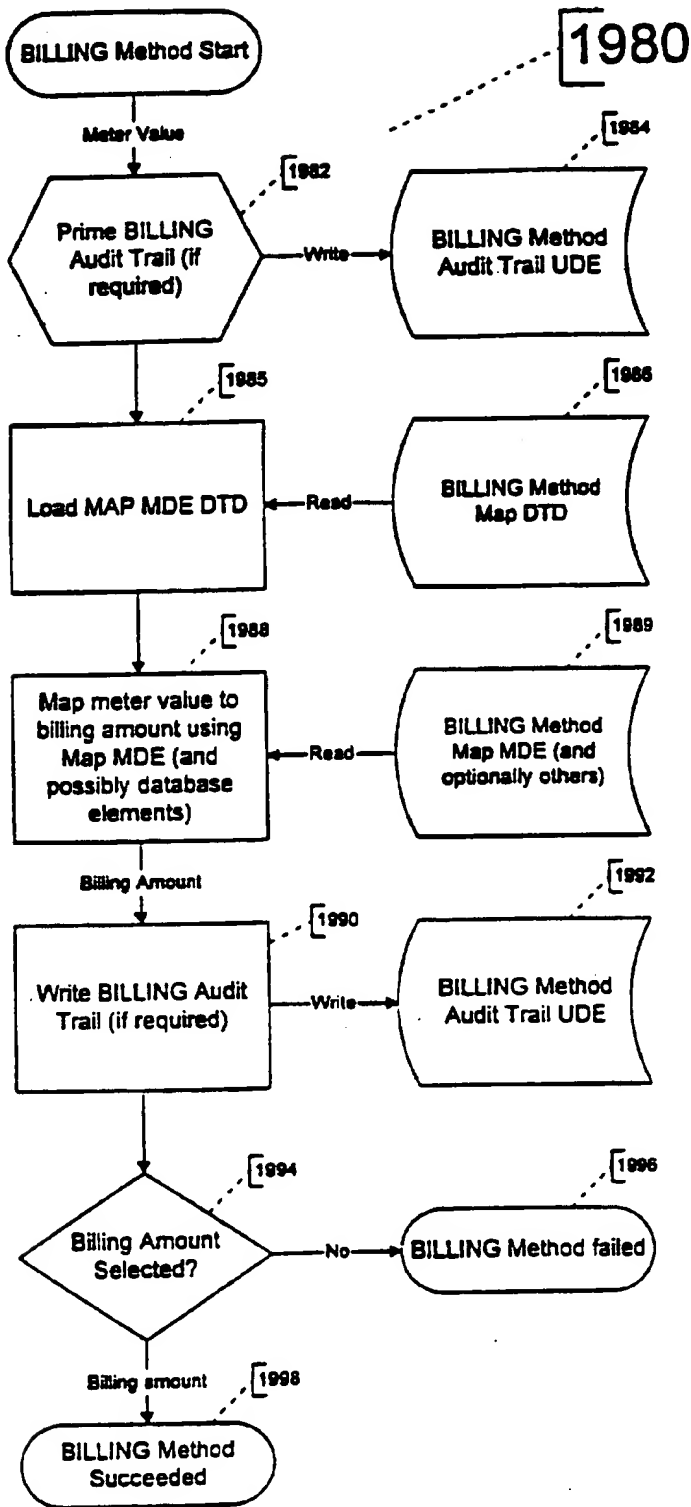 BILLING Method Start
1980
Meter Value
1982
1984
Prime BILLING
Audit Trail (if
required)
Write
BILLING Method
Audit Trail UDE
1985
1986
Load MAP MDE DTD
Read
BILLING Method
Map DTD
1988
1989
Map meter value to
billing amount using
Map MDE (and
possibly database
elements)
Read
BILLING Method
Map MDE (and
optionally others)
Billing Amount
1990
1992
Write BILLING Audit
Trail (if required)
Write
BILLING Method
Audit Trail UDE
1994
1996
Billing Amount
Selected?
No
BILLING Method failed
Billing amount
1998
BILLING Method
Succeeded